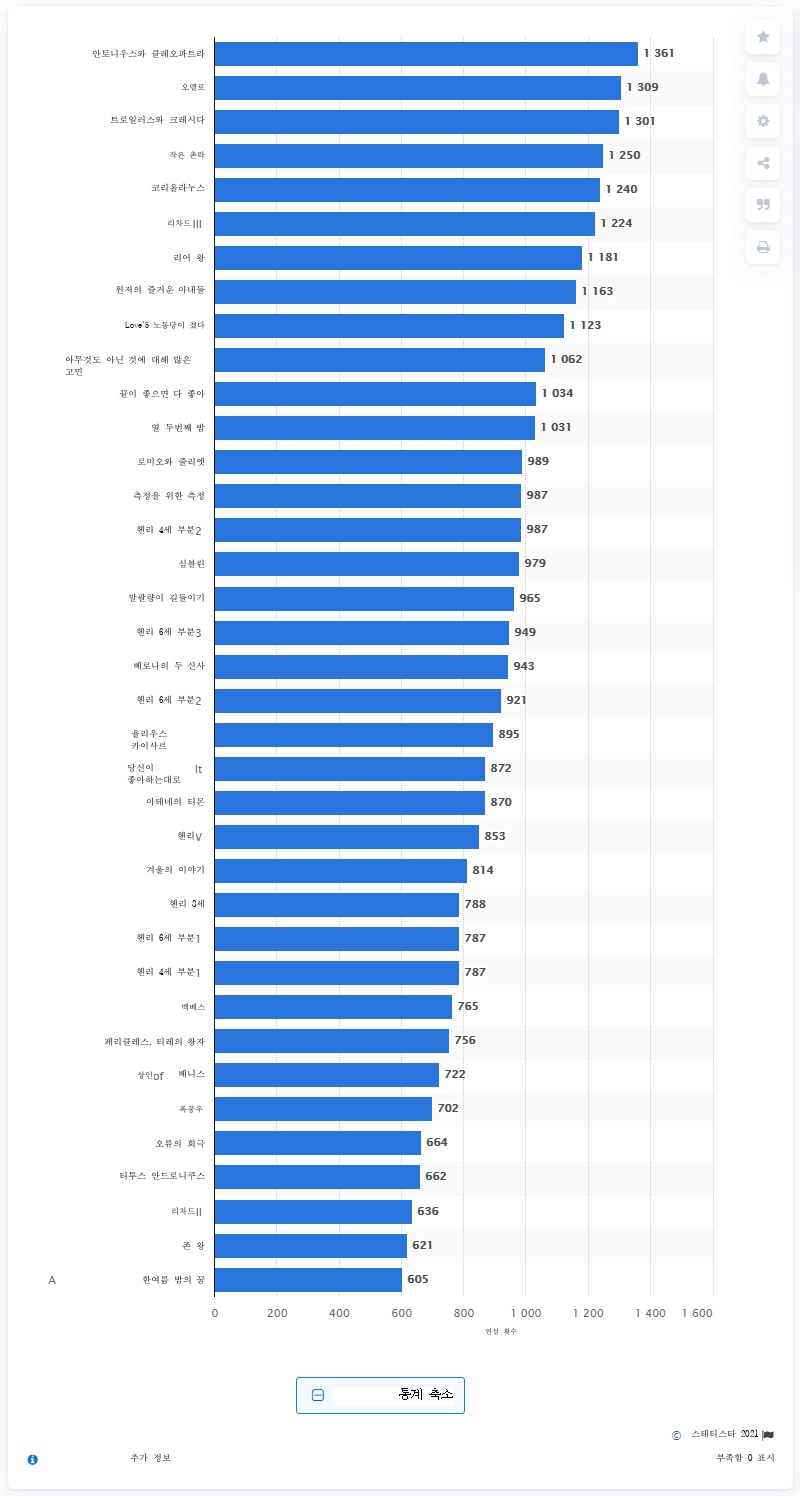 안토니우스와 클레오파트라 1 361
오델로 1 309
트로일러스와 크레시다 1 301
작은 촌락 1 250
코리올라누스 1 240
리차드III 1 224
리어 왕 1 181
윈저의 즐거운 아내들 1 163
Love'5 노동당이 졌다 1 123
아무것도 아닌 것에 대해 많은 1 062
고민
끝이 좋으면 다 좋아 1 034
열 두번째 밤 1 031
로미오와 줄리엣 989
측정을 위한 측정 987
헨리 4세 부분2 987
심블린 979
말괄량이 길들이기 965
헨리 6세 부분3 949
베로나의 두 신사 943
헨리 6세 부분2 921
율리우스 895
카이사르
당신이 It 872
좋아하는대로
아테네의 티몬 870
헨리V 853
겨울의 이야기 814
헨리 8세 788
헨리 6세 부분1 787
헨리 4세 부분1 787
맥베스 765
페리클레스, 티레의 왕자 756
상인of 베니스 722
폭풍우 702
오류의 희극 664
티투스 안드로니쿠스 662
리차드II 636
존 왕 621
A 한여름 밤의 꿈 605
0 200 400 600 800 1 000 1 200 1 400 1 600
연설 횟수
통계 축소
© 스태티스타 2021
추가 정보 부족함 0 표시